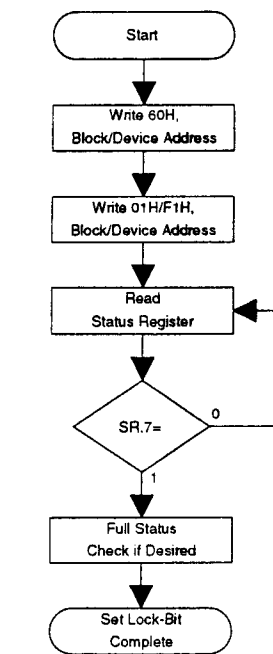 Start
Write 60H,
Block/Device Address
Write 01H/F1H,
Block/Device Address
Read
Status Register
SR.7=
0
1
Full Status
Check if Desired
Set Lock-Bit
Complete